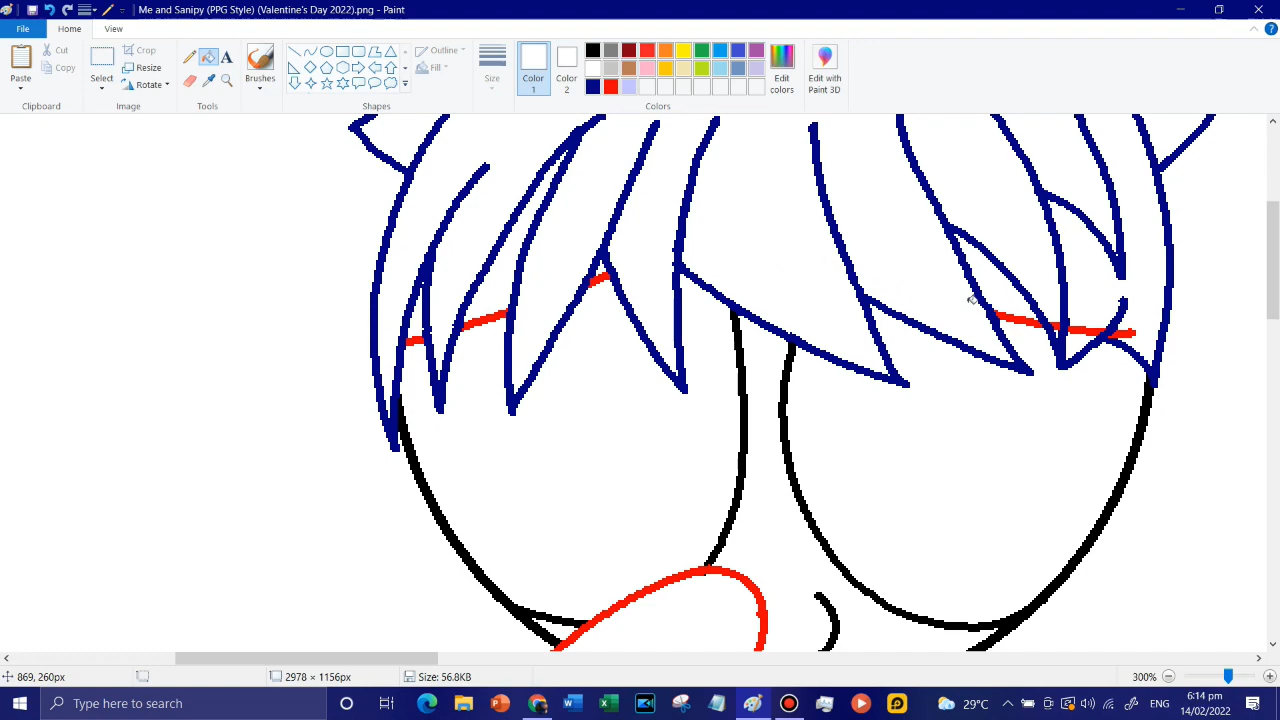 Me and Sanipy (PPG Style) (Valentine's Day 2022).png - Paint
File
Home
View
Paste
Cut
Copy
Clipboard
Select
Crop
Resize
Rotate
Image
A
Tools
Brushes
Shapes
Outline
Fill
Size
Color 1
Color 2
Edit colors
Colors
Edit with Paint 3D
869, 260px
2978 × 1156px
Size: 56.8KB
300%
Type here to search
29°C
ENG
6:14 pm
14/02/2022